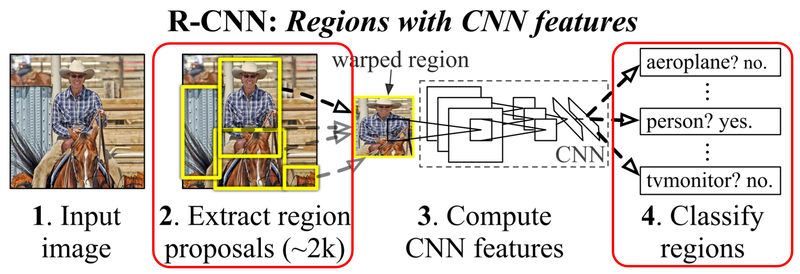 R-CNN: Regions with CNN features
warped region
aeroplane? no.
person? yes.
tvmonitor? no.
CNN
1. Input
image
2. Extract region
proposals (~2k)
3. Compute
CNN features
4. Classify
regions